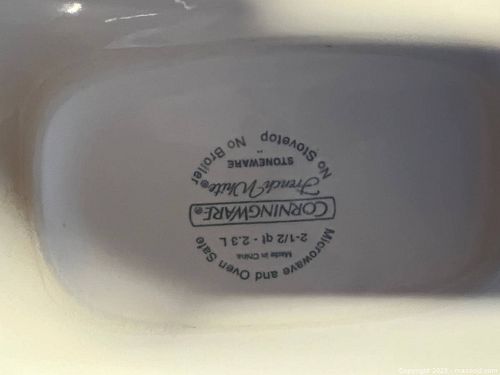 Microwave and Oven Safe
Made in China
2-1/2 qt - 2.3 L
CORNINGWARE®
French White®
STONEWARE
No Stovetop No Broiler
Copyright 2023 - maxsold.com